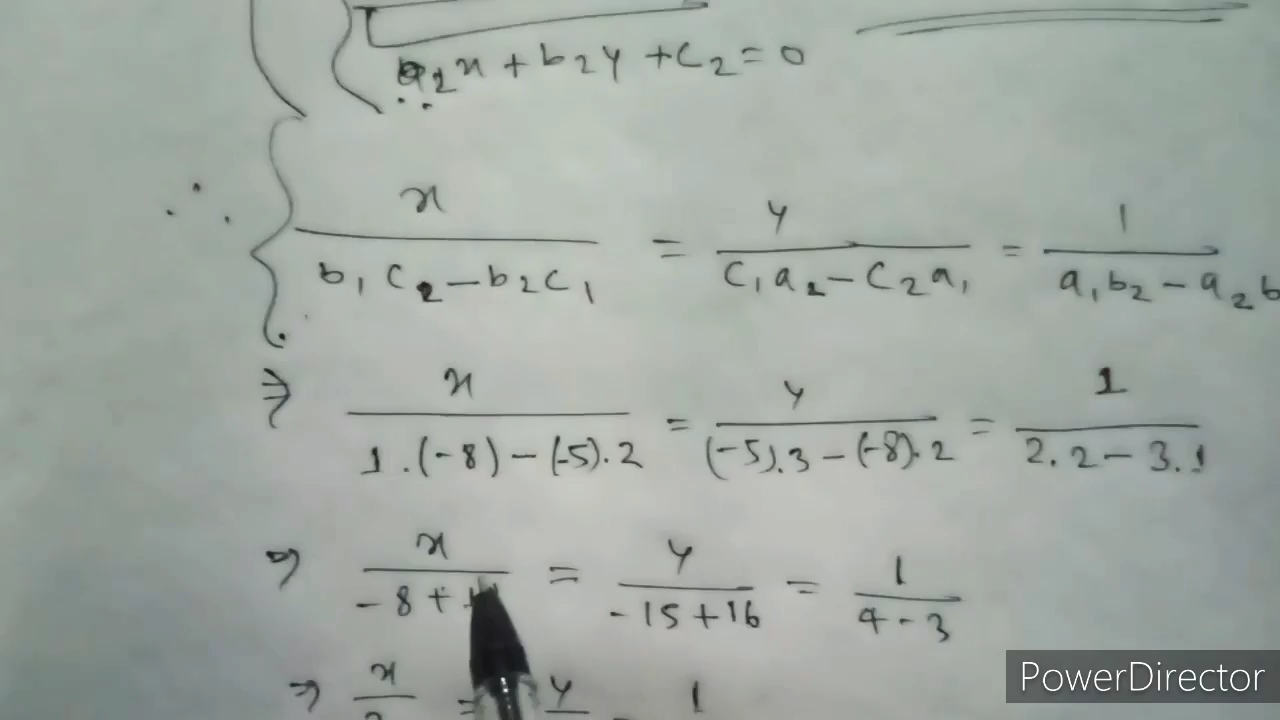 a₂x + b₂y + c₂ = 0
∴ x / (b₁c₂ − b₂c₁) = y / (c₁a₂ − c₂a₁) = 1 / (a₁b₂ − a₂b
⇒ x / (1.(-8) − (-5).2) = y / ((-5).3 − (-8).2) = 1 / (2.2 − 3.1)
⇒ x / (-8 + = y / (-15 + 16) = 1 / (4 - 3)
⇒ x = y = 1
PowerDirector